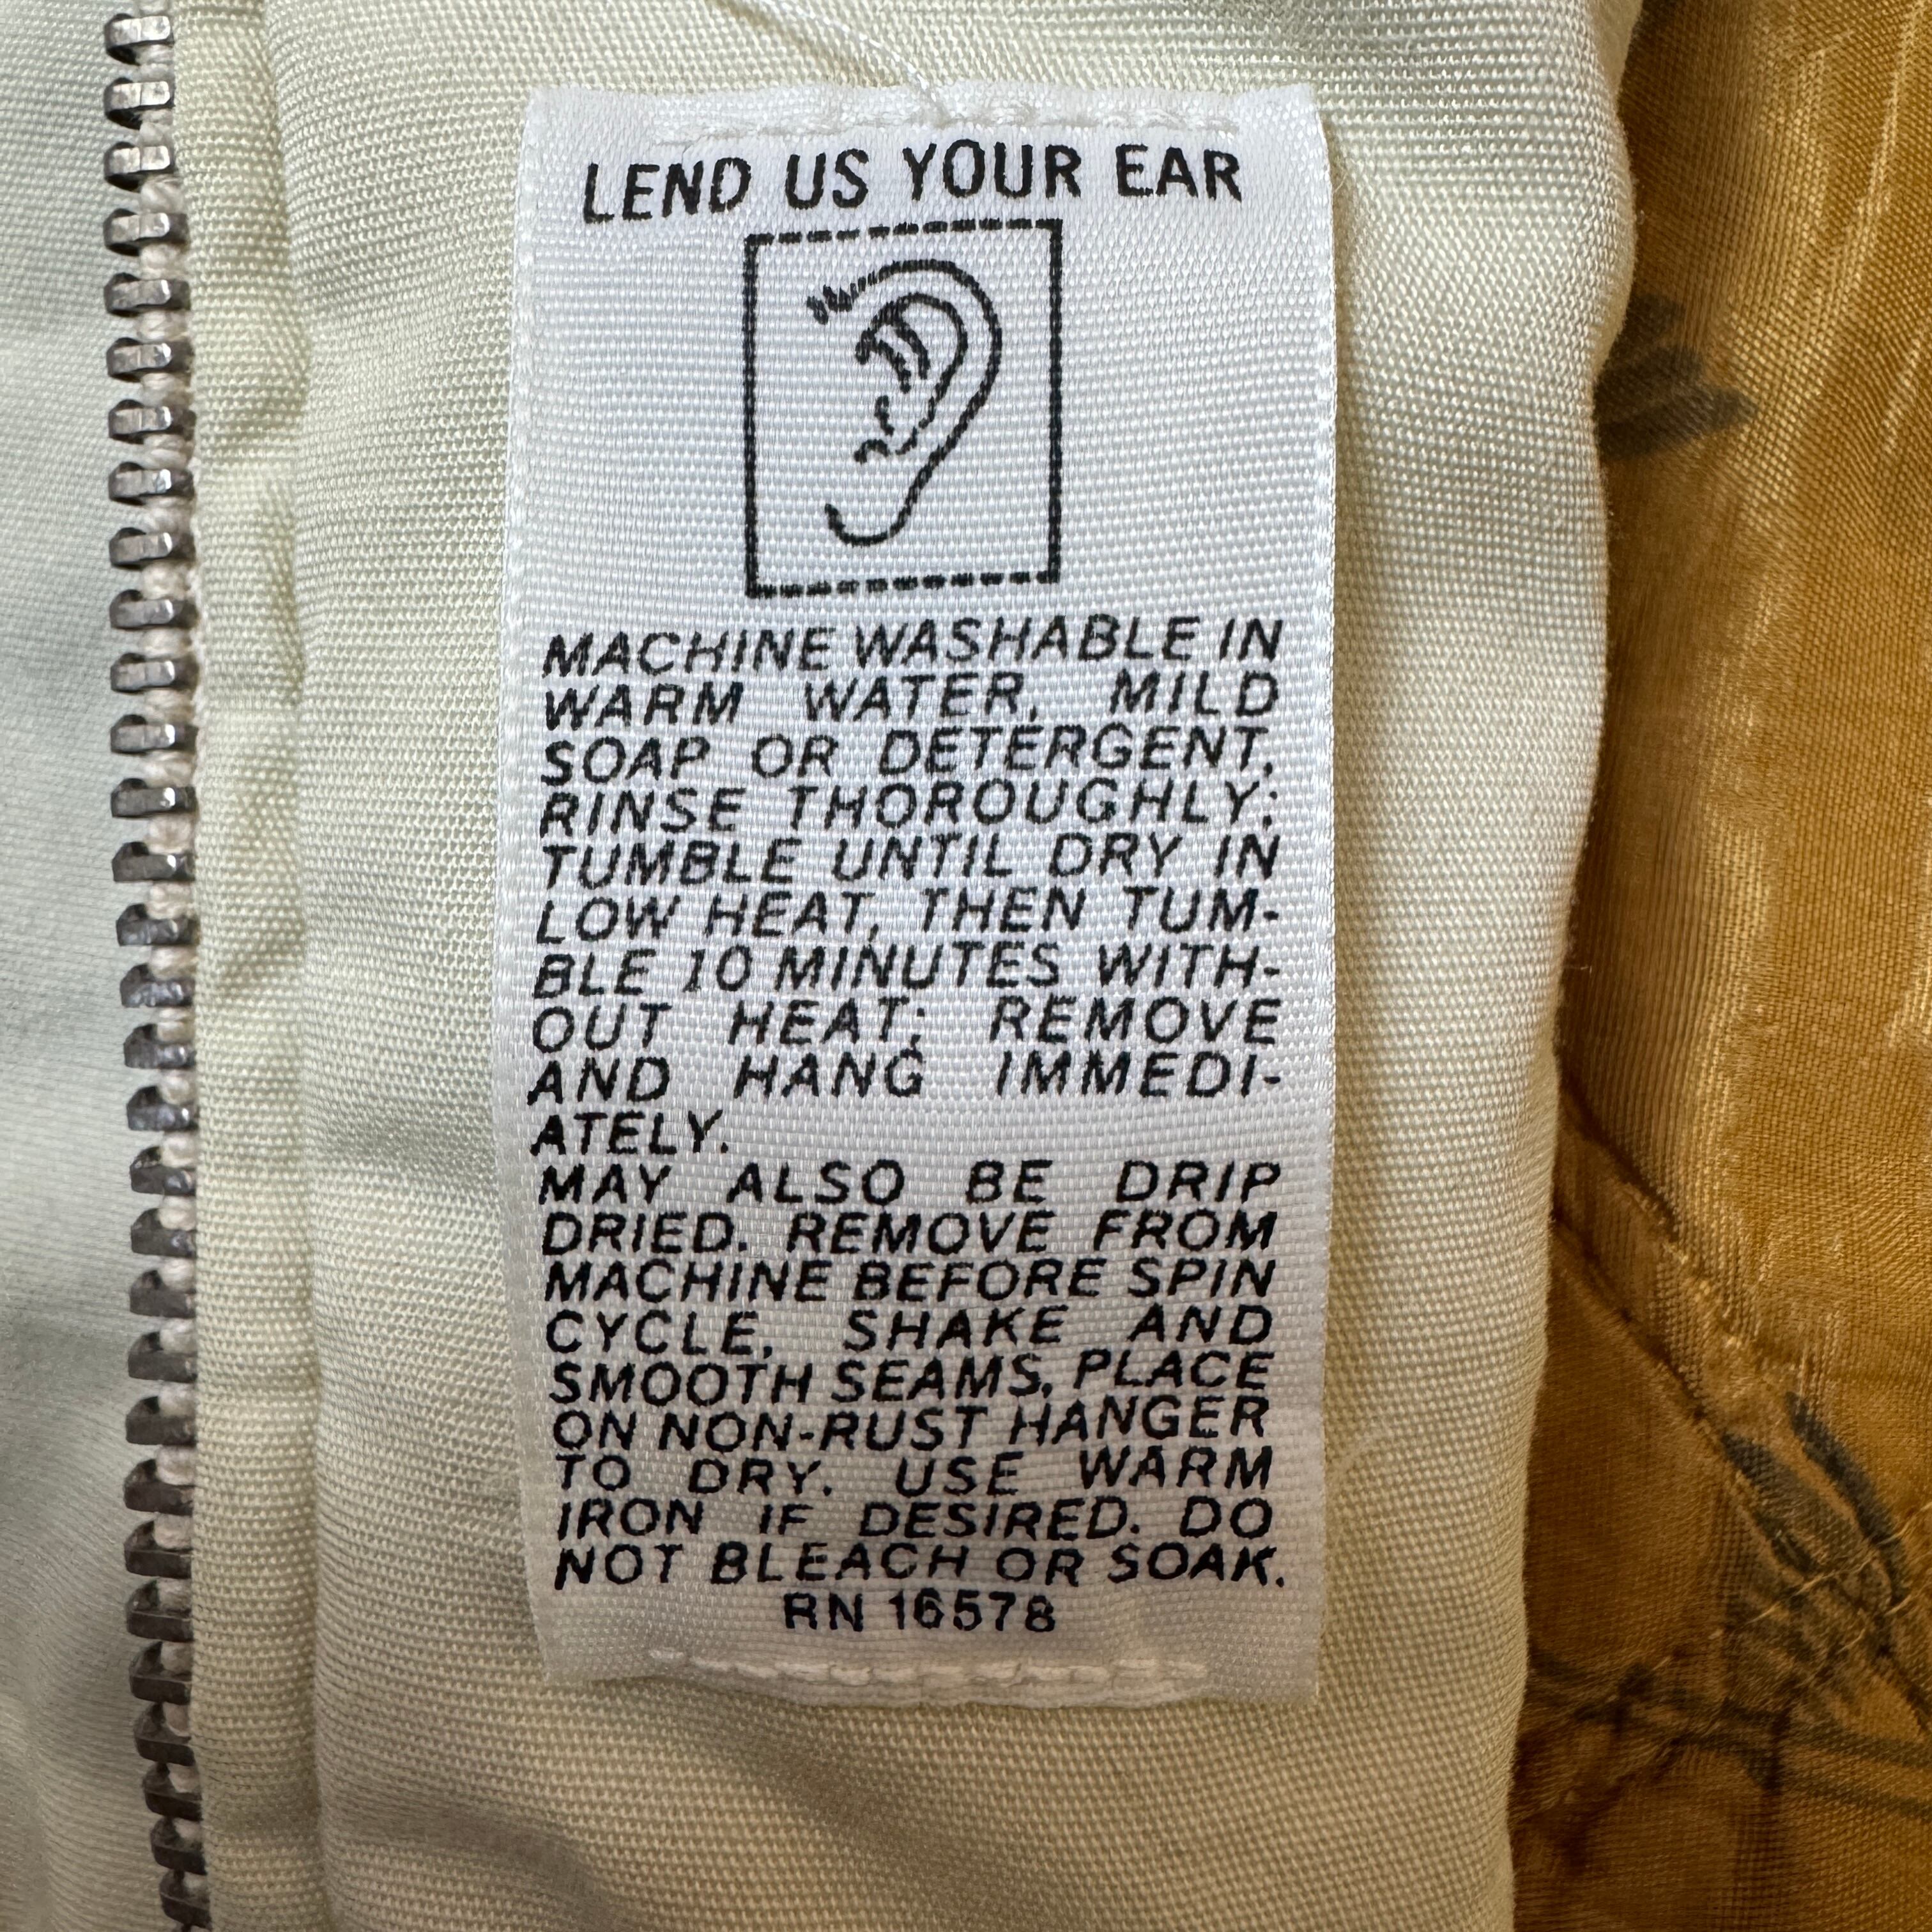 LEND US YOUR EAR
MACHINE WASHABLE IN
WARM WATER, MILD
SOAP OR DETERGENT,
RINSE THOROUGHLY;
TUMBLE UNTIL DRY IN
LOW HEAT, THEN TUM-
BLE 10 MINUTES WITH-
OUT HEAT; REMOVE
AND HANG IMMEDI-
ATELY.
MAY ALSO BE DRIP
DRIED. REMOVE FROM
MACHINE BEFORE SPIN
CYCLE, SHAKE AND
SMOOTH SEAMS, PLACE
ON NON-RUST HANGER
TO DRY. USE WARM
IRON IF DESIRED. DO
NOT BLEACH OR SOAK.
RN 16578